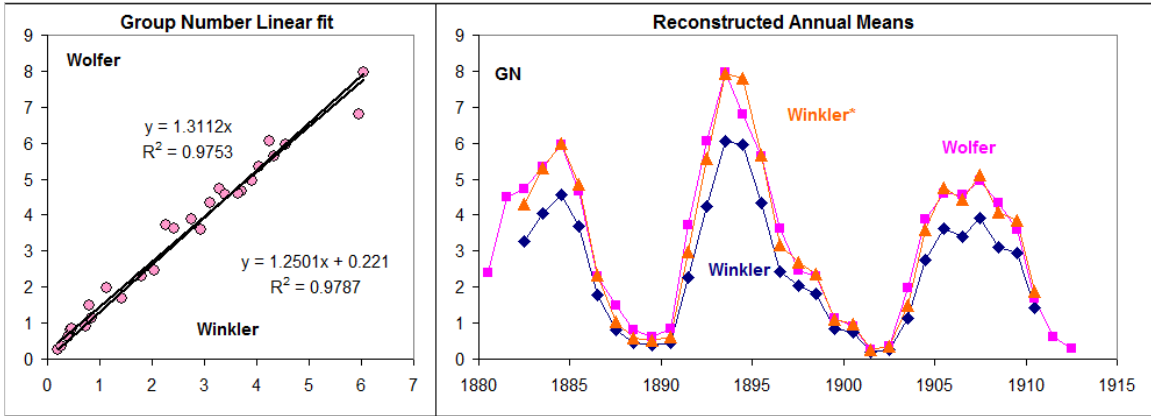 Group Number Linear fit
9
8
7
6
5
4
3
2
1
0
Wolfer
y = 1.3112x
R² = 0.9753
y = 1.2501x + 0.221
R² = 0.9787
Winkler
0 1 2 3 4 5 6 7
Reconstructed Annual Means
9
8
7
6
5
4
3
2
1
0
GN
Winkler*
Wolfer
Winkler
1880 1885 1890 1895 1900 1905 1910 1915